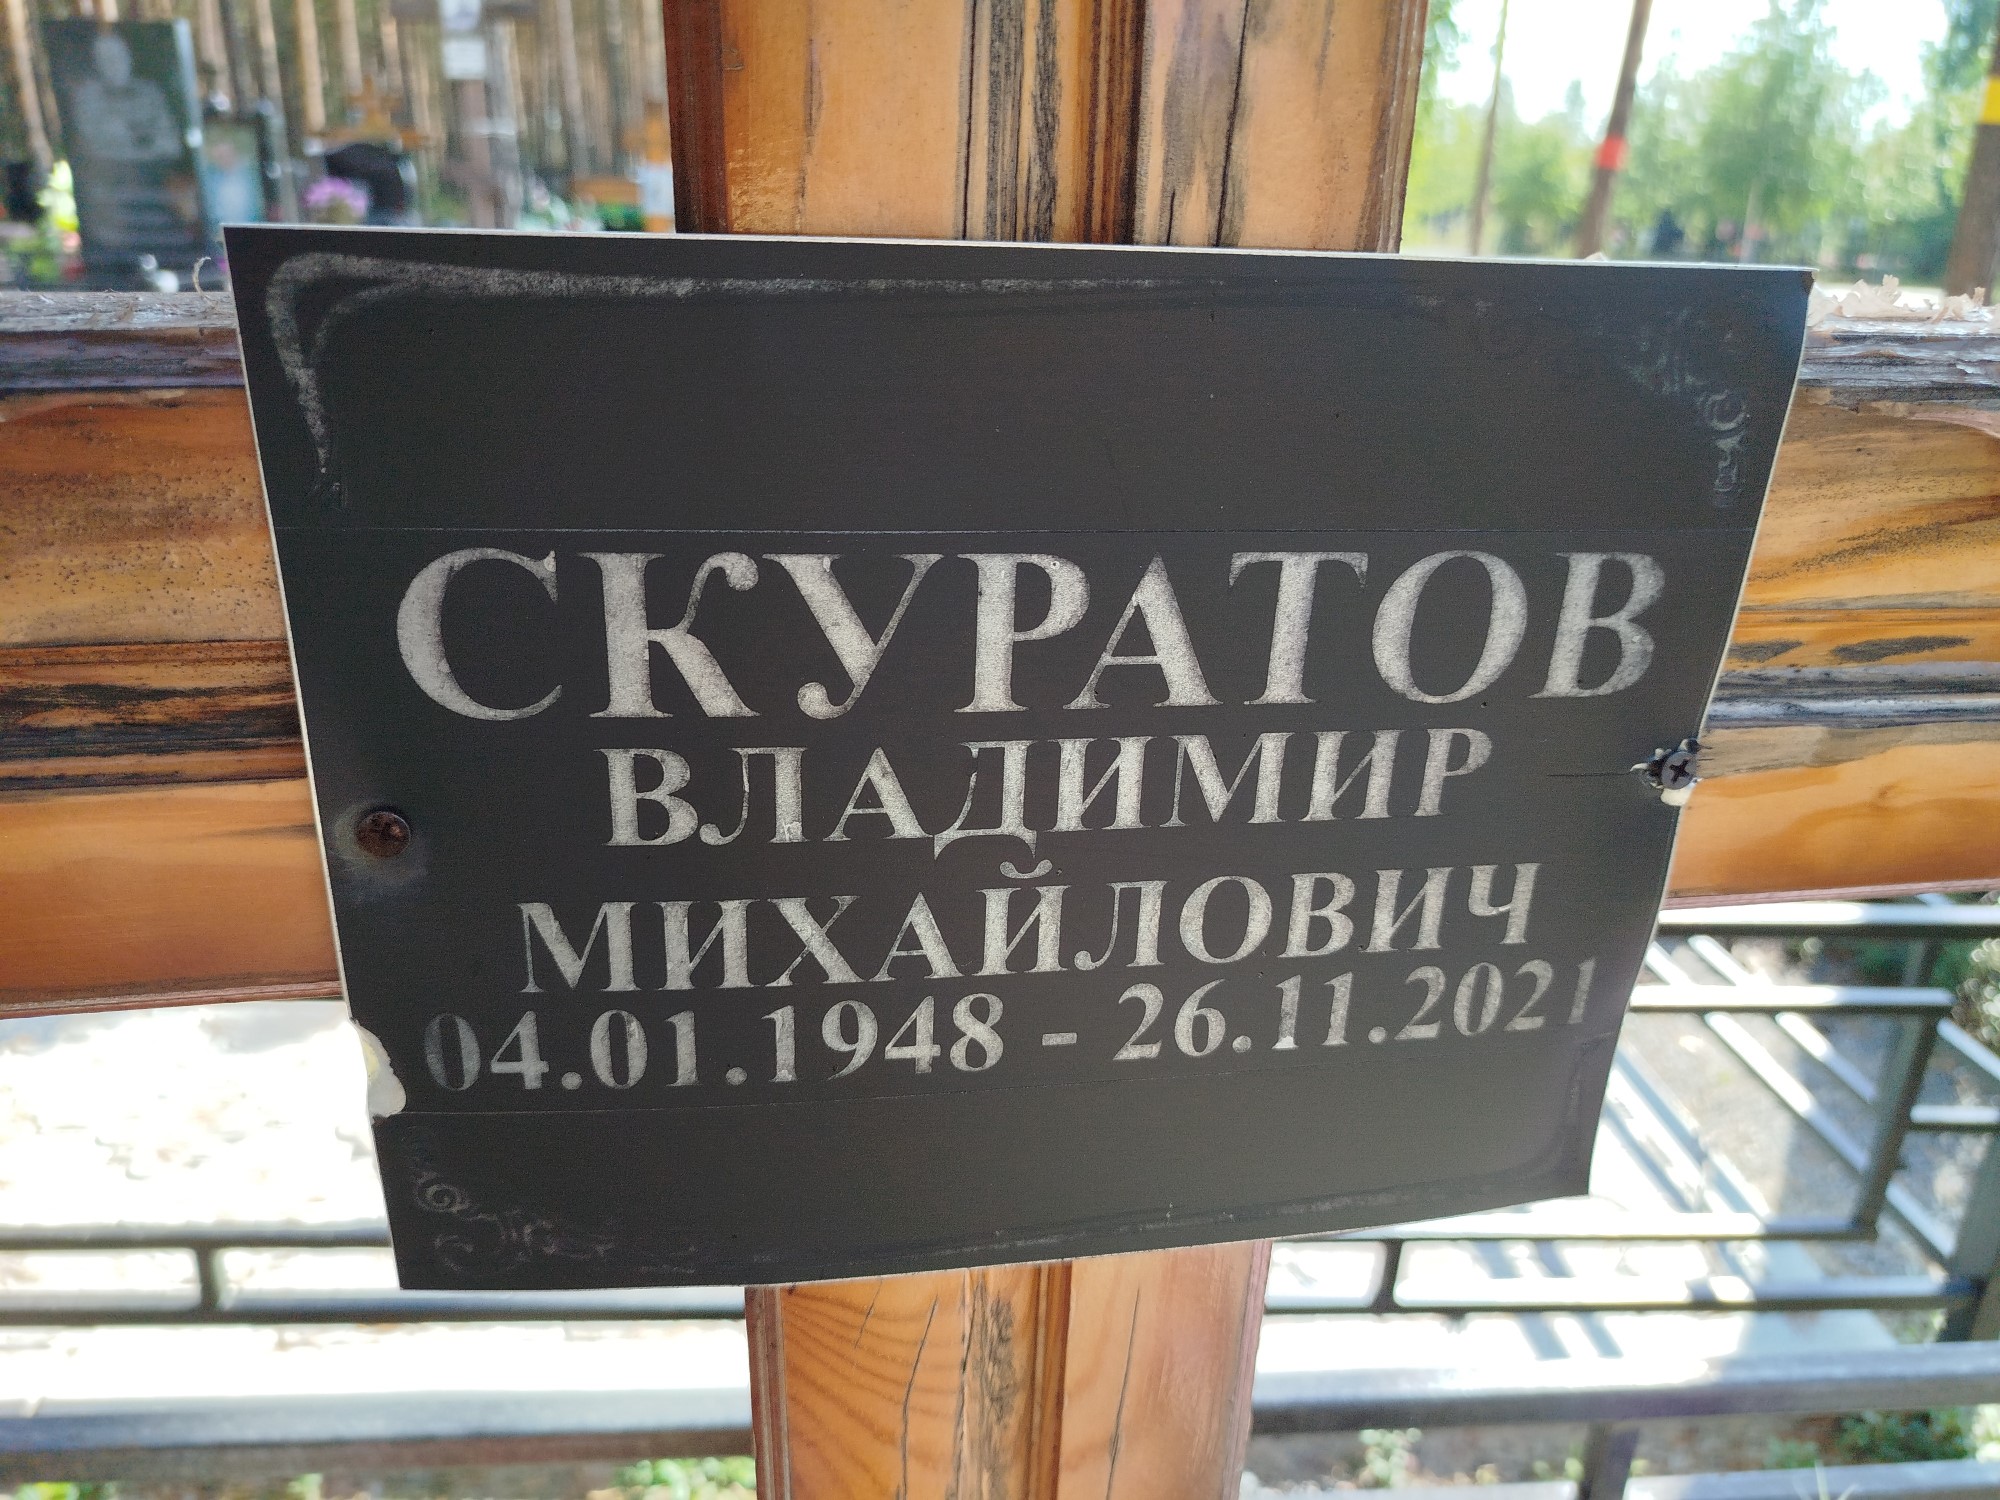 СКУРАТОВ
ВЛАДИМИР
МИХАЙЛОВИЧ
04.01.1948 - 26.11.2021